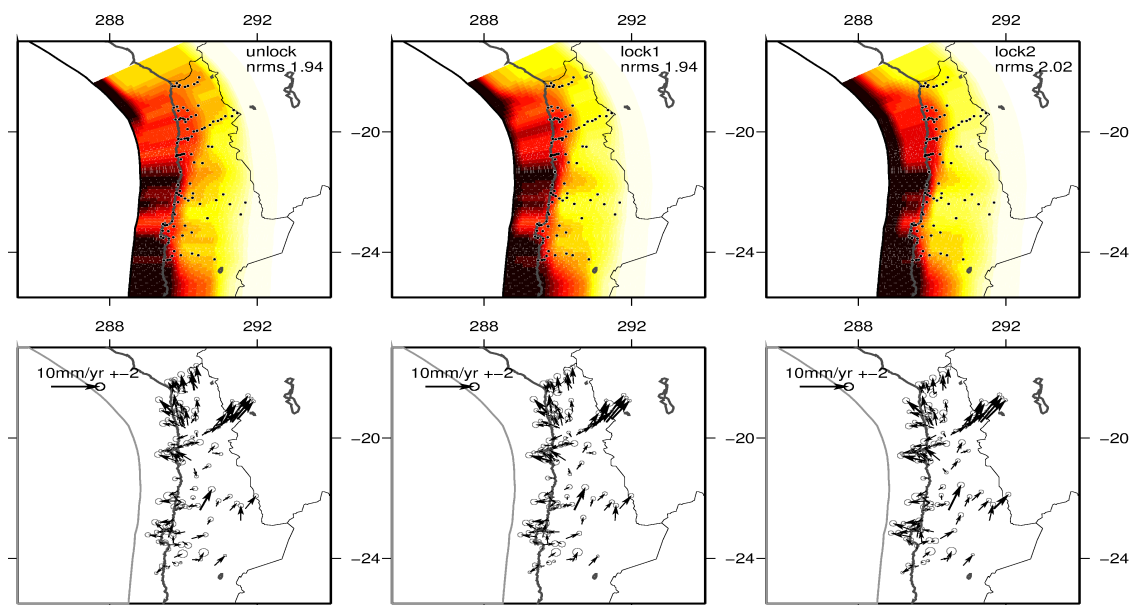 288 292 288 292 288 292
unlock
nrms 1.94
lock1
nrms 1.94
lock2
nrms 2.02
−20 −20 −20
−24 −24 −24
288 292 288 292 288 292
10mm/yr +−2 10mm/yr +−2 10mm/yr +−2
−20 −20 −20
−24 −24 −24